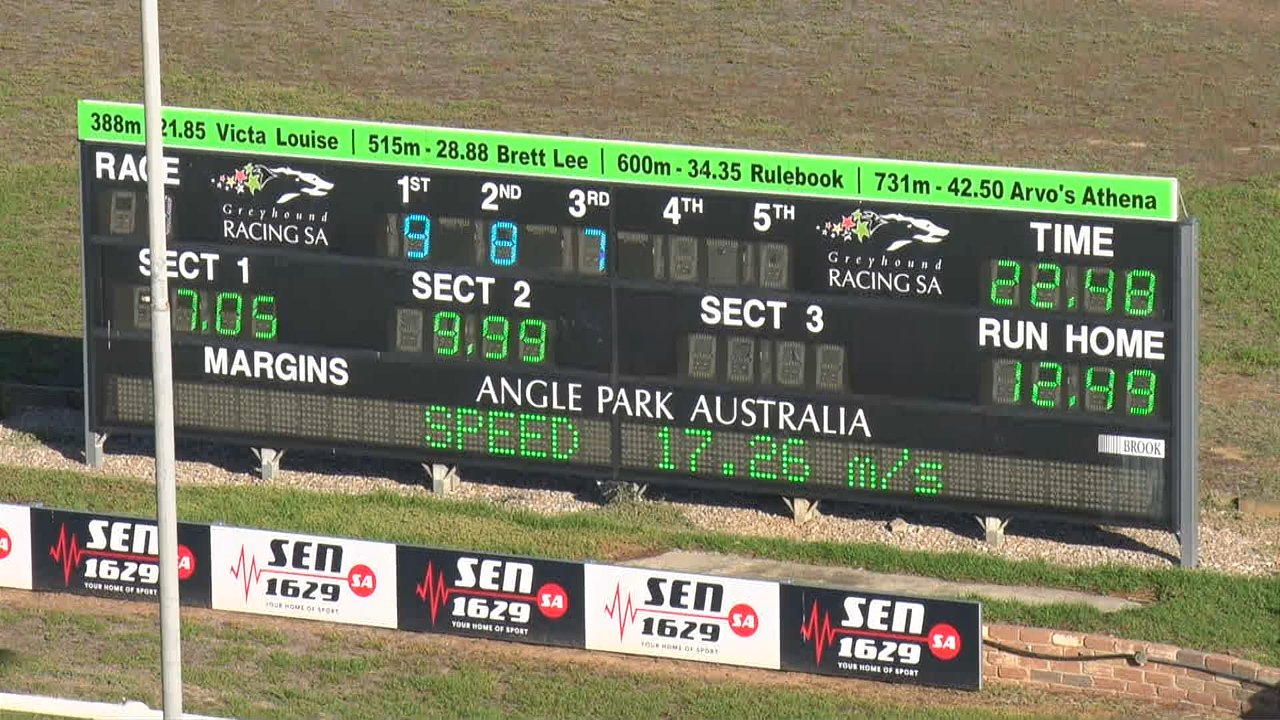 388m 21.85 Victa Louise | 515m - 28.88 Brett Lee | 600m - 34.35 Rulebook | 731m - 42.50 Arvo's Athena
RACE
Greyhound
RACING SA
1ST 2ND 3RD 4TH 5TH
9 8 7
Greyhound
RACING SA
TIME
22.48
SECT 1
7.05
SECT 2
9.99
SECT 3
RUN HOME
12.49
MARGINS
ANGLE PARK AUSTRALIA
SPEED 17.26 m/s
BROOK
A
SEN
1629 SA
YOUR HOME OF SPORT
SEN
1629 SA
YOUR HOME OF SPORT
SEN
1629 SA
YOUR HOME OF SPORT
SEN
1629 SA
YOUR HOME OF SPORT
SEN
1629 SA
YOUR HOME OF SPORT